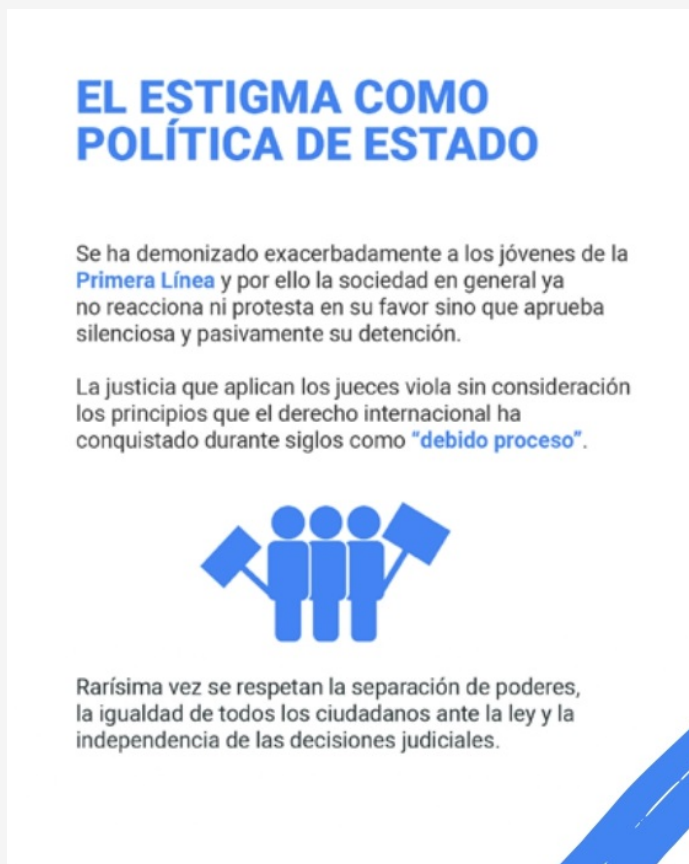 EL ESTIGMA COMO
POLÍTICA DE ESTADO
Se ha demonizado exacerbadamente a los jóvenes de la
Primera Línea y por ello la sociedad en general ya
no reacciona ni protesta en su favor sino que aprueba
silenciosa y pasivamente su detención.
La justicia que aplican los jueces viola sin consideración
los principios que el derecho internacional ha
conquistado durante siglos como “debido proceso”.
Rarísima vez se respetan la separación de poderes,
la igualdad de todos los ciudadanos ante la ley y la
independencia de las decisiones judiciales.